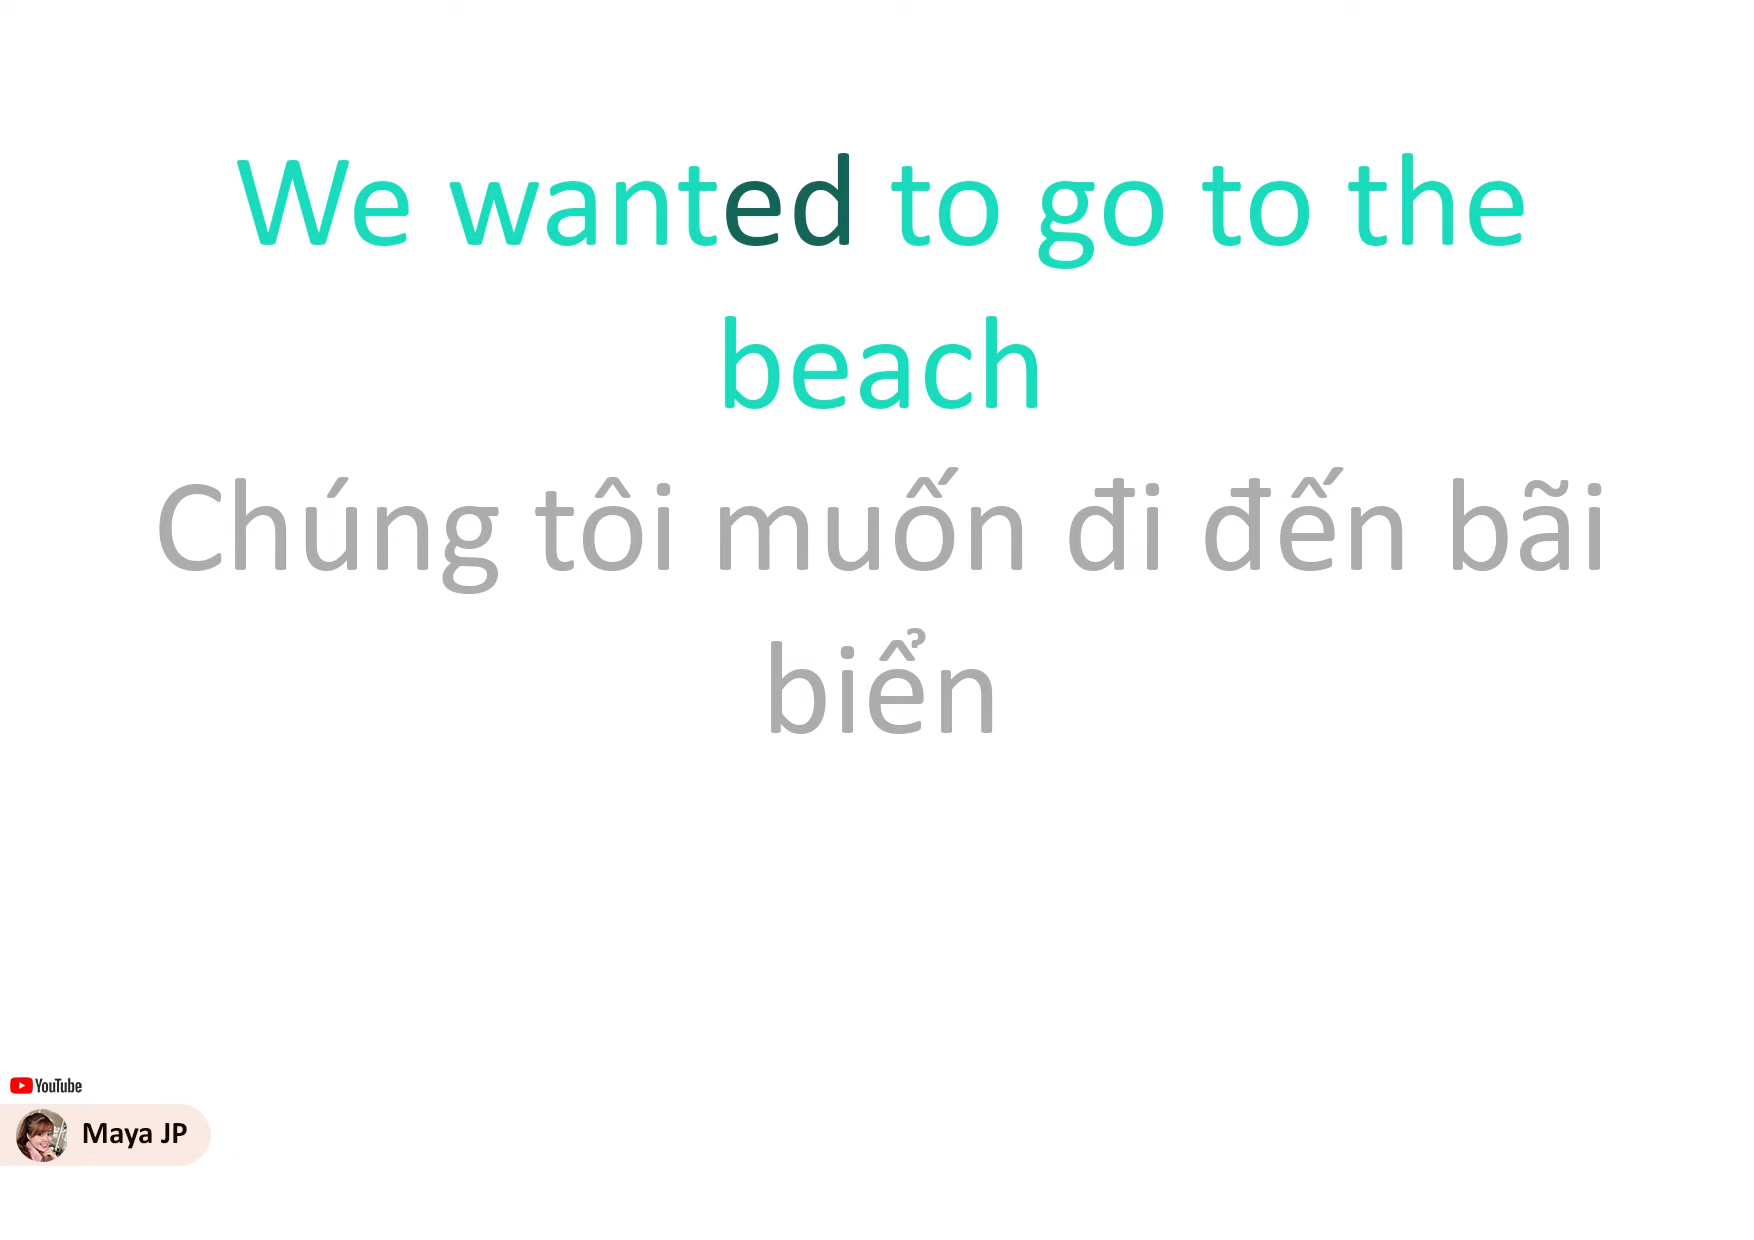 We wanted to go to the
beach
Chúng tôi muốn đi đến bãi
biển
YouTube
Maya JP